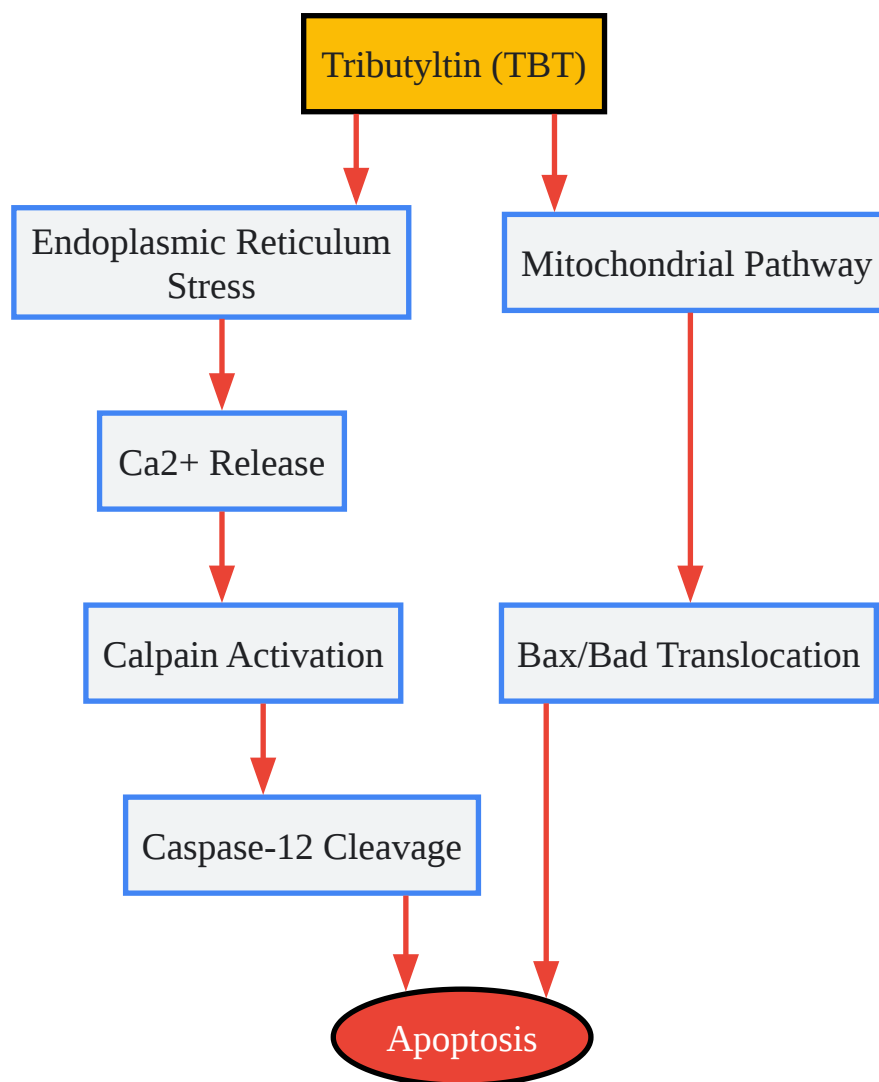 Tributyltin (TBT)
Endoplasmic Reticulum
Stress
Mitochondrial Pathway
Ca2+ Release
Calpain Activation
Bax/Bad Translocation
Caspase-12 Cleavage
Apoptosis